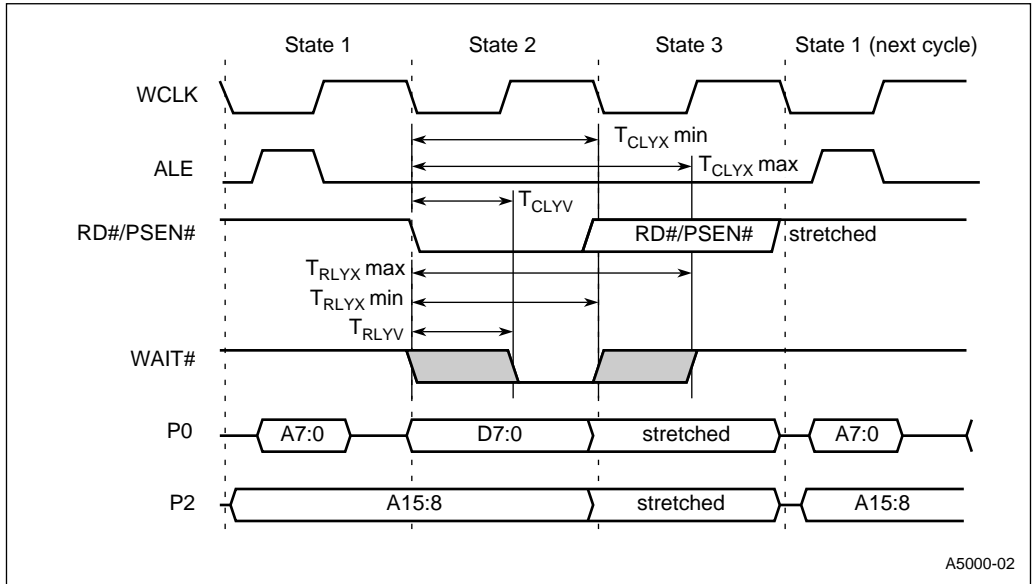 State 1 State 2 State 3 State 1 (next cycle)
WCLK
T_CLYX min
ALE
T_CLYX max
T_CLYV
RD#/PSEN# RD#/PSEN# stretched
T_RLYX max
T_RLYX min
T_RLYV
WAIT#
P0 A7:0 D7:0 stretched A7:0
P2 A15:8 stretched A15:8
A5000-02